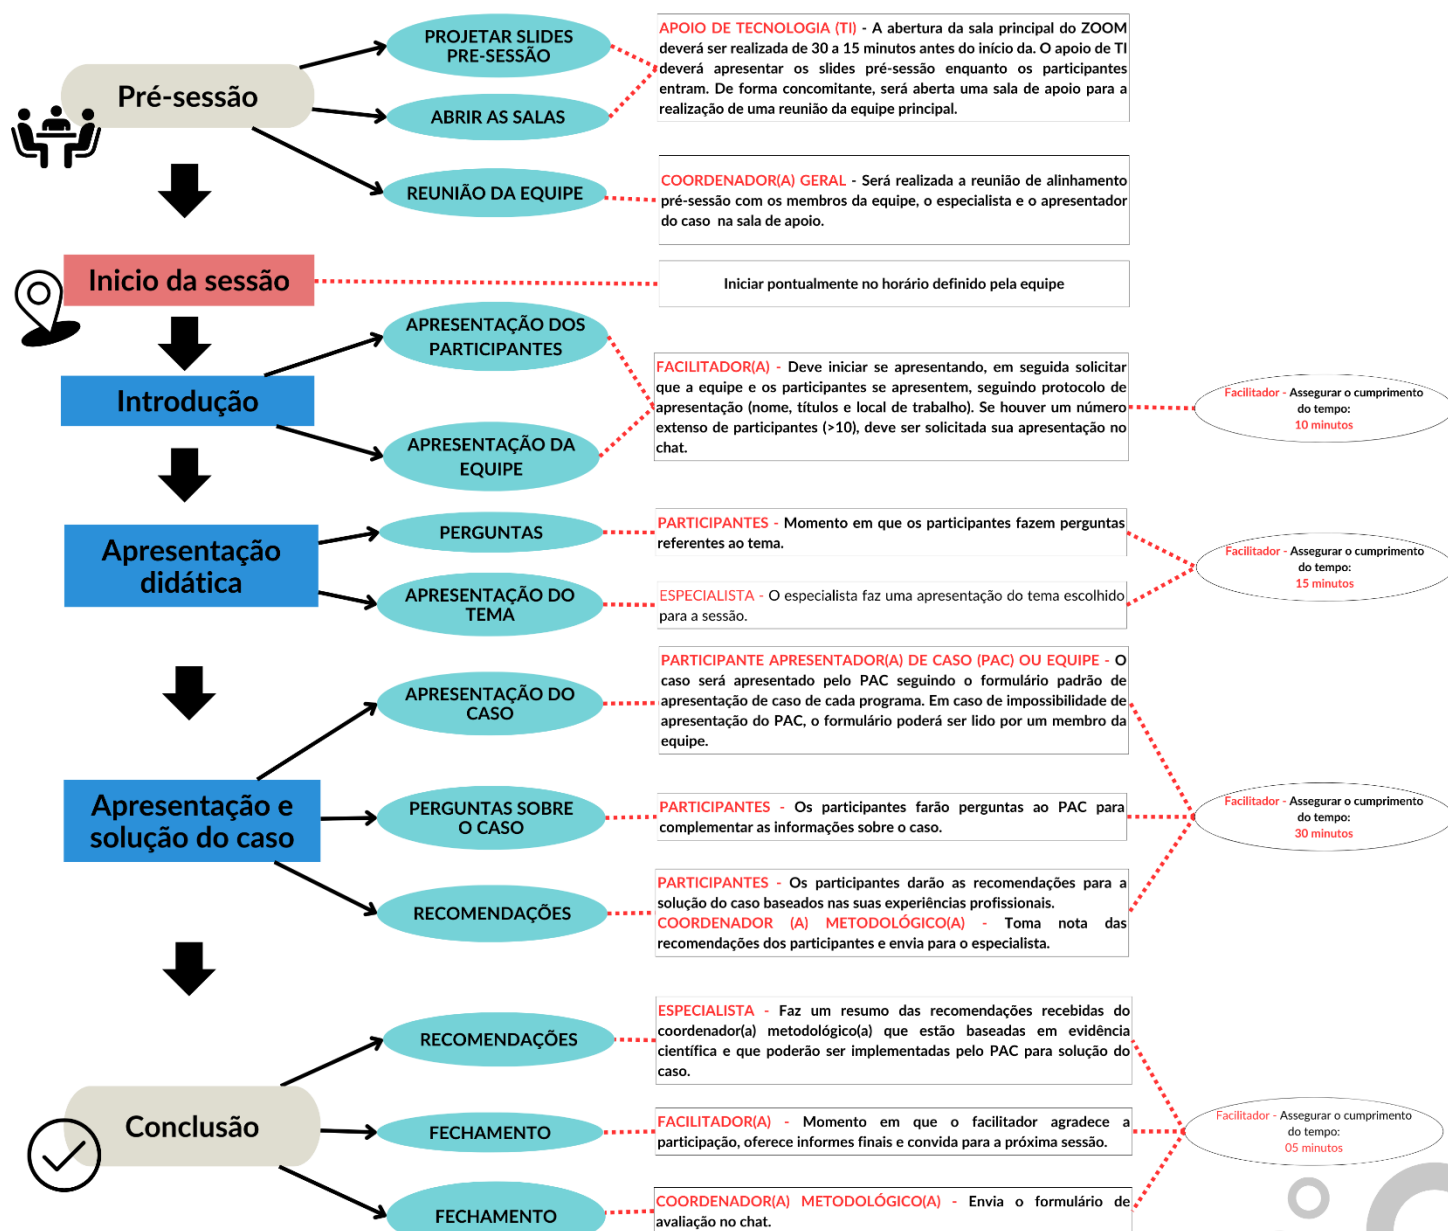 PROJETAR SLIDES
PRE-SESSÃO
APOIO DE TECNOLOGIA (TI) - A abertura da sala principal do ZOOM
deverá ser realizada de 30 a 15 minutos antes do início da. O apoio de TI
deverá apresentar os slides pré-sessão enquanto os participantes
entram. De forma concomitante, será aberta uma sala de apoio para a
realização de uma reunião da equipe principal.
Pré-sessão
ABRIR AS SALAS
REUNIÃO DA EQUIPE
COORDENADOR(A) GERAL - Será realizada a reunião de alinhamento
pré-sessão com os membros da equipe, o especialista e o apresentador
do caso na sala de apoio.
Inicio da sessão
Iniciar pontualmente no horário definido pela equipe
APRESENTAÇÃO DOS
PARTICIPANTES
Introdução
FACILITADOR(A) - Deve iniciar se apresentando, em seguida solicitar
que a equipe e os participantes se apresentem, seguindo protocolo de
apresentação (nome, títulos e local de trabalho). Se houver um número
extenso de participantes (>10), deve ser solicitada sua apresentação no
chat.
Facilitador - Assegurar o cumprimento
do tempo:
10 minutos
APRESENTAÇÃO DA
EQUIPE
Apresentação
didática
PERGUNTAS
PARTICIPANTES - Momento em que os participantes fazem perguntas
referentes ao tema.
Facilitador - Assegurar o cumprimento
do tempo:
15 minutos
APRESENTAÇÃO DO
TEMA
ESPECIALISTA - O especialista faz uma apresentação do tema escolhido
para a sessão.
APRESENTAÇÃO DO
CASO
PARTICIPANTE APRESENTADOR(A) DE CASO (PAC) OU EQUIPE - O
caso será apresentado pelo PAC seguindo o formulário padrão de
apresentação de caso de cada programa. Em caso de impossibilidade de
apresentação do PAC, o formulário poderá ser lido por um membro da
equipe.
Apresentação e
solução do caso
PERGUNTAS SOBRE
O CASO
PARTICIPANTES - Os participantes farão perguntas ao PAC para
complementar as informações sobre o caso.
Facilitador - Assegurar o cumprimento
do tempo:
30 minutos
RECOMENDAÇÕES
PARTICIPANTES - Os participantes darão as recomendações para a
solução do caso baseados nas suas experiências profissionais.
COORDENADOR (A) METODOLÓGICO(A) - Toma nota das
recomendações dos participantes e envia para o especialista.
RECOMENDAÇÕES
ESPECIALISTA - Faz um resumo das recomendações recebidas do
coordenador(a) metodológico(a) que estão baseadas em evidência
científica e que poderão ser implementadas pelo PAC para solução do
caso.
Conclusão
FECHAMENTO
FACILITADOR(A) - Momento em que o facilitador agradece a
participação, oferece informes finais e convida para a próxima sessão.
Facilitador - Assegurar o cumprimento
do tempo:
05 minutos
FECHAMENTO
COORDENADOR(A) METODOLÓGICO(A) - Envia o formulário de
avaliação no chat.